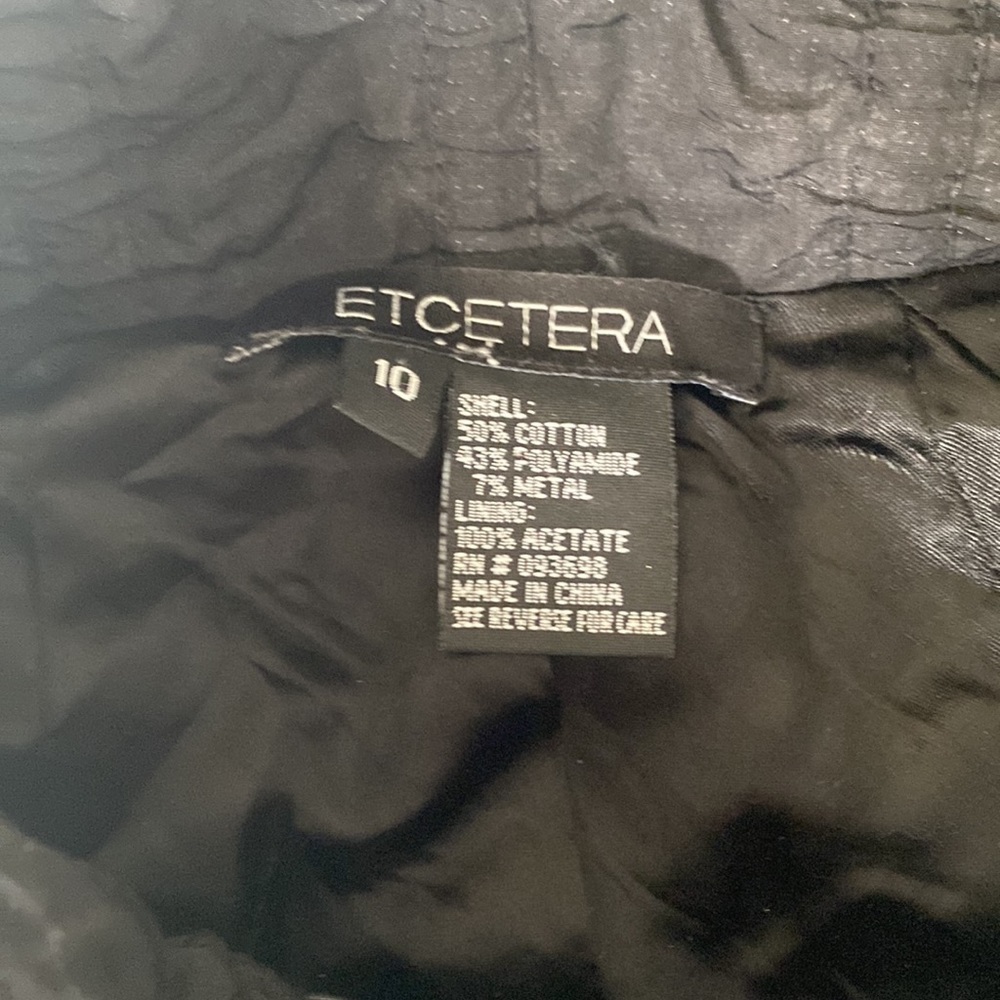 ETCETERA
10
SHELL:
50% COTTON
43% POLYAMIDE
7% METAL
LINING:
100% ACETATE
RN # 093698
MADE IN CHINA
SEE REVERSE FOR CARE